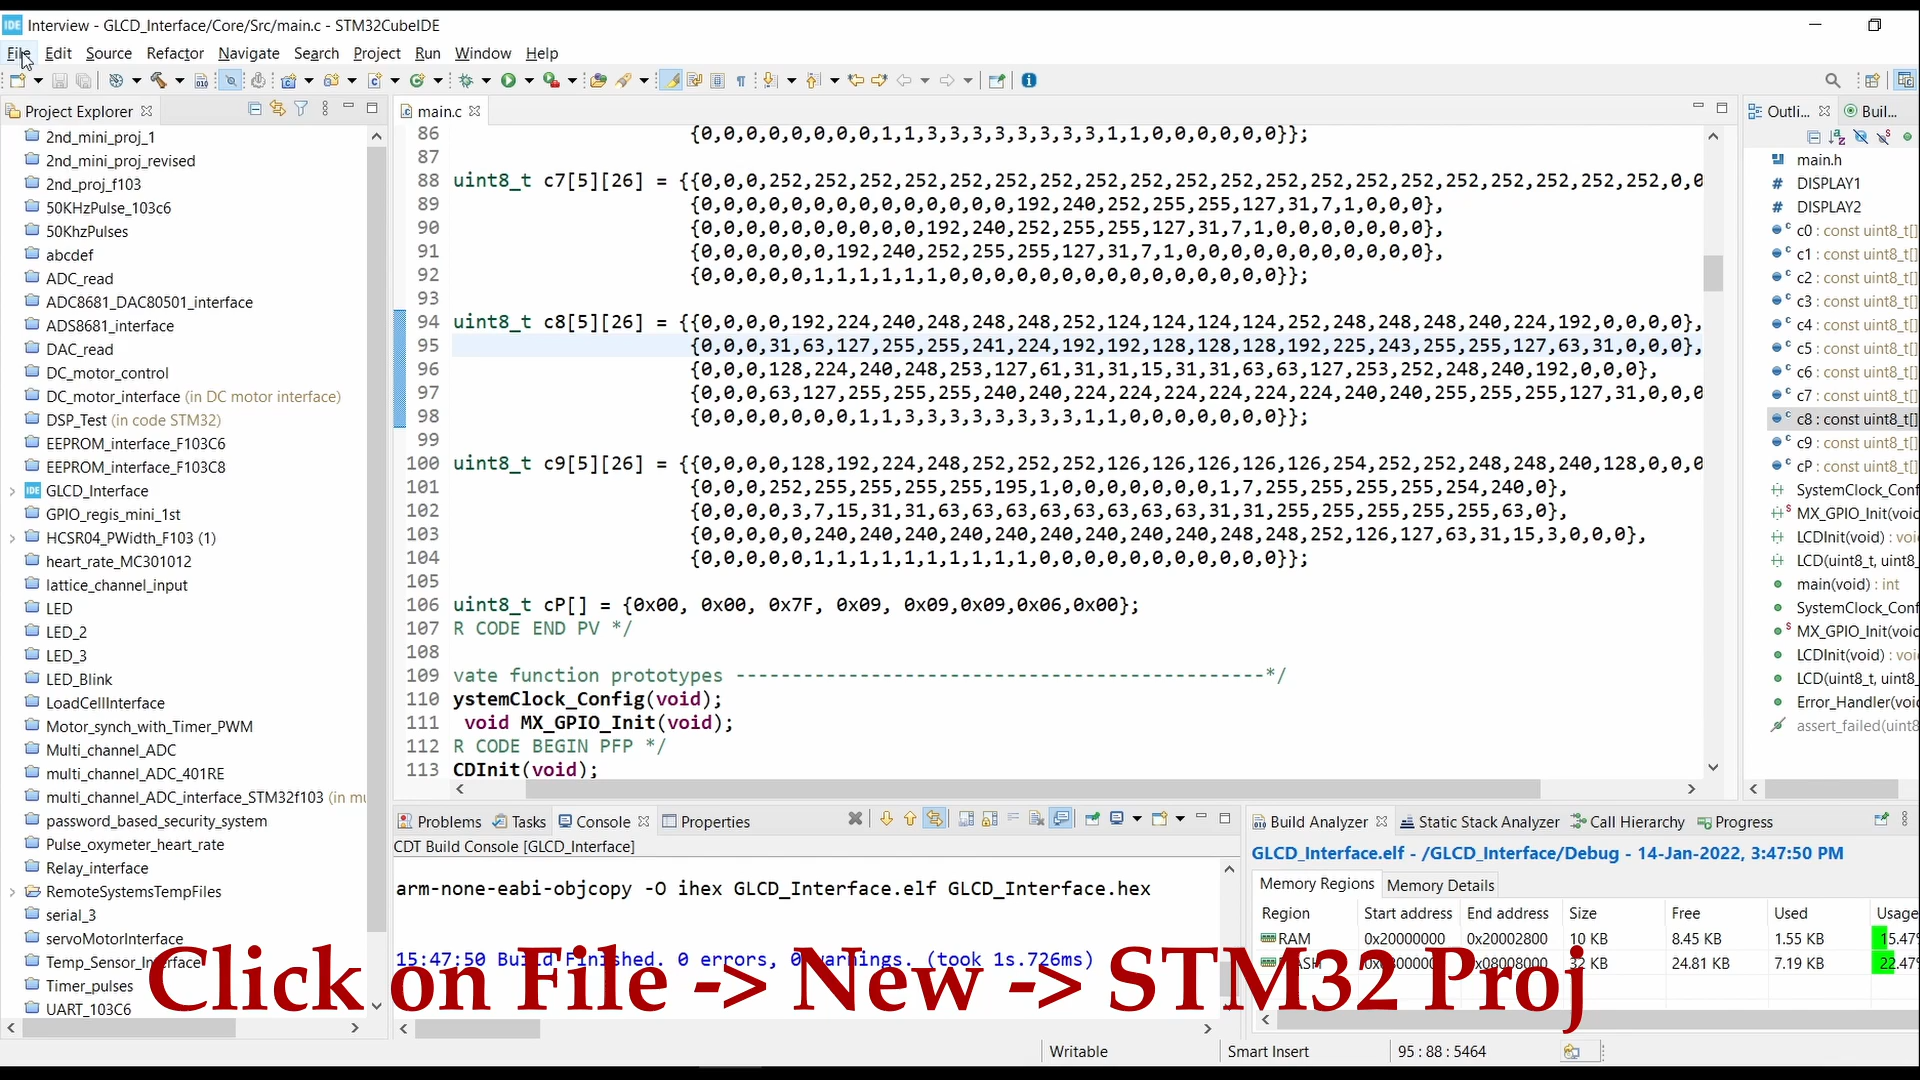 IDE Interview - GLCD_Interface/Core/Src/main.c - STM32CubeIDE
File Edit Source Refactor Navigate Search Project Run Window Help
Project Explorer
2nd_mini_proj_1
2nd_mini_proj_revised
2nd_proj_f103
50KHzPulse_103c6
50KhzPulses
abcdef
ADC_read
ADC8681_DAC80501_interface
ADS8681_interface
DAC_read
DC_motor_control
DC_motor_interface (in DC motor interface)
DSP_Test (in code STM32)
EEPROM_interface_F103C6
EEPROM_interface_F103C8
IDE GLCD_Interface
GPIO_regis_mini_1st
HCSR04_PWidth_F103 (1)
heart_rate_MC301012
lattice_channel_input
LED
LED_2
LED_3
LED_Blink
LoadCellInterface
Motor_synch_with_Timer_PWM
Multi_channel_ADC
multi_channel_ADC_401RE
multi_channel_ADC_interface_STM32f103 (in mu
password_based_security_system
Pulse_oxymeter_heart_rate
Relay_interface
RemoteSystemsTempFiles
serial_3
servoMotorInterface
Temp_Sensor_Interface
Timer_pulses
UART_103C6
main.c
86 {0,0,0,0,0,0,0,0,1,1,3,3,3,3,3,3,3,3,1,1,0,0,0,0,0,0}};
87
88 uint8_t c7[5][26] = {{0,0,0,252,252,252,252,252,252,252,252,252,252,252,252,252,252,252,252,252,252,0,0
89 {0,0,0,0,0,0,0,0,0,0,0,0,0,0,192,240,252,255,255,127,31,7,1,0,0,0},
90 {0,0,0,0,0,0,0,0,0,0,192,240,252,255,255,127,31,7,1,0,0,0,0,0,0,0},
91 {0,0,0,0,0,0,192,240,252,255,255,127,31,7,1,0,0,0,0,0,0,0,0,0,0,0},
92 {0,0,0,0,0,1,1,1,1,1,1,0,0,0,0,0,0,0,0,0,0,0,0,0,0,0}};
93
94 uint8_t c8[5][26] = {{0,0,0,0,192,224,240,248,248,248,252,124,124,124,124,252,248,248,248,240,224,192,0,0,0,0},
95 {0,0,0,31,63,127,255,255,241,224,192,192,128,128,128,192,225,243,255,255,127,63,31,0,0,0},
96 {0,0,0,128,224,240,248,253,127,61,31,31,15,31,31,63,63,127,253,252,248,240,192,0,0,0},
97 {0,0,0,63,127,255,255,255,240,240,224,224,224,224,224,224,240,240,255,255,255,127,31,0,0,0
98 {0,0,0,0,0,0,0,1,1,3,3,3,3,3,3,3,3,1,1,0,0,0,0,0,0}};
99
100 uint8_t c9[5][26] = {{0,0,0,0,128,192,224,248,252,252,252,126,126,126,126,126,254,252,252,248,248,240,128,0,0,0
101 {0,0,0,252,255,255,255,255,195,1,0,0,0,0,0,0,0,1,7,255,255,255,255,254,240,0},
102 {0,0,0,0,3,7,15,31,31,63,63,63,63,63,63,63,31,31,255,255,255,255,255,63,0},
103 {0,0,0,0,0,240,240,240,240,240,240,240,240,240,248,248,252,126,127,63,31,15,3,0,0,0},
104 {0,0,0,0,0,1,1,1,1,1,1,1,1,1,1,0,0,0,0,0,0,0,0,0,0,0}};
105
106 uint8_t cP[] = {0x00, 0x00, 0x7F, 0x09, 0x09,0x09,0x06,0x00};
107 R CODE END PV */
108
109 vate function prototypes -----------------------------------------------*/
110 ystemClock_Config(void);
111 void MX_GPIO_Init(void);
112 R CODE BEGIN PFP */
113 CDInit(void);
Outli... Buil...
main.h
# DISPLAY1
# DISPLAY2
c0 : const uint8_t[]
c1 : const uint8_t[]
c2 : const uint8_t[]
c3 : const uint8_t[]
c4 : const uint8_t[]
c5 : const uint8_t[]
c6 : const uint8_t[]
c7 : const uint8_t[]
c8 : const uint8_t[]
c9 : const uint8_t[]
cP : const uint8_t[]
SystemClock_Conf
MX_GPIO_Init(void
LCDInit(void) : voi
LCD(uint8_t, uint8_
main(void) : int
SystemClock_Conf
MX_GPIO_Init(void
LCDInit(void) : voi
LCD(uint8_t, uint8_
Error_Handler(void
assert_failed(uint8
Problems Tasks Console Properties
CDT Build Console [GLCD_Interface]
arm-none-eabi-objcopy -O ihex GLCD_Interface.elf GLCD_Interface.hex
15:47:50 Build Finished. 0 errors, 0 warnings. (took 1s.726ms)
Build Analyzer Static Stack Analyzer Call Hierarchy Progress
GLCD_Interface.elf - /GLCD_Interface/Debug - 14-Jan-2022, 3:47:50 PM
Memory Regions Memory Details
Region Start address End address Size Free Used Usage
RAM 0x20000000 0x20002800 10 KB 8.45 KB 1.55 KB 15.47%
FLASH 0x08000000 0x08008000 32 KB 24.81 KB 7.19 KB 22.47%
Click on File -> New -> STM32 Proj
Writable Smart Insert 95 : 88 : 5464